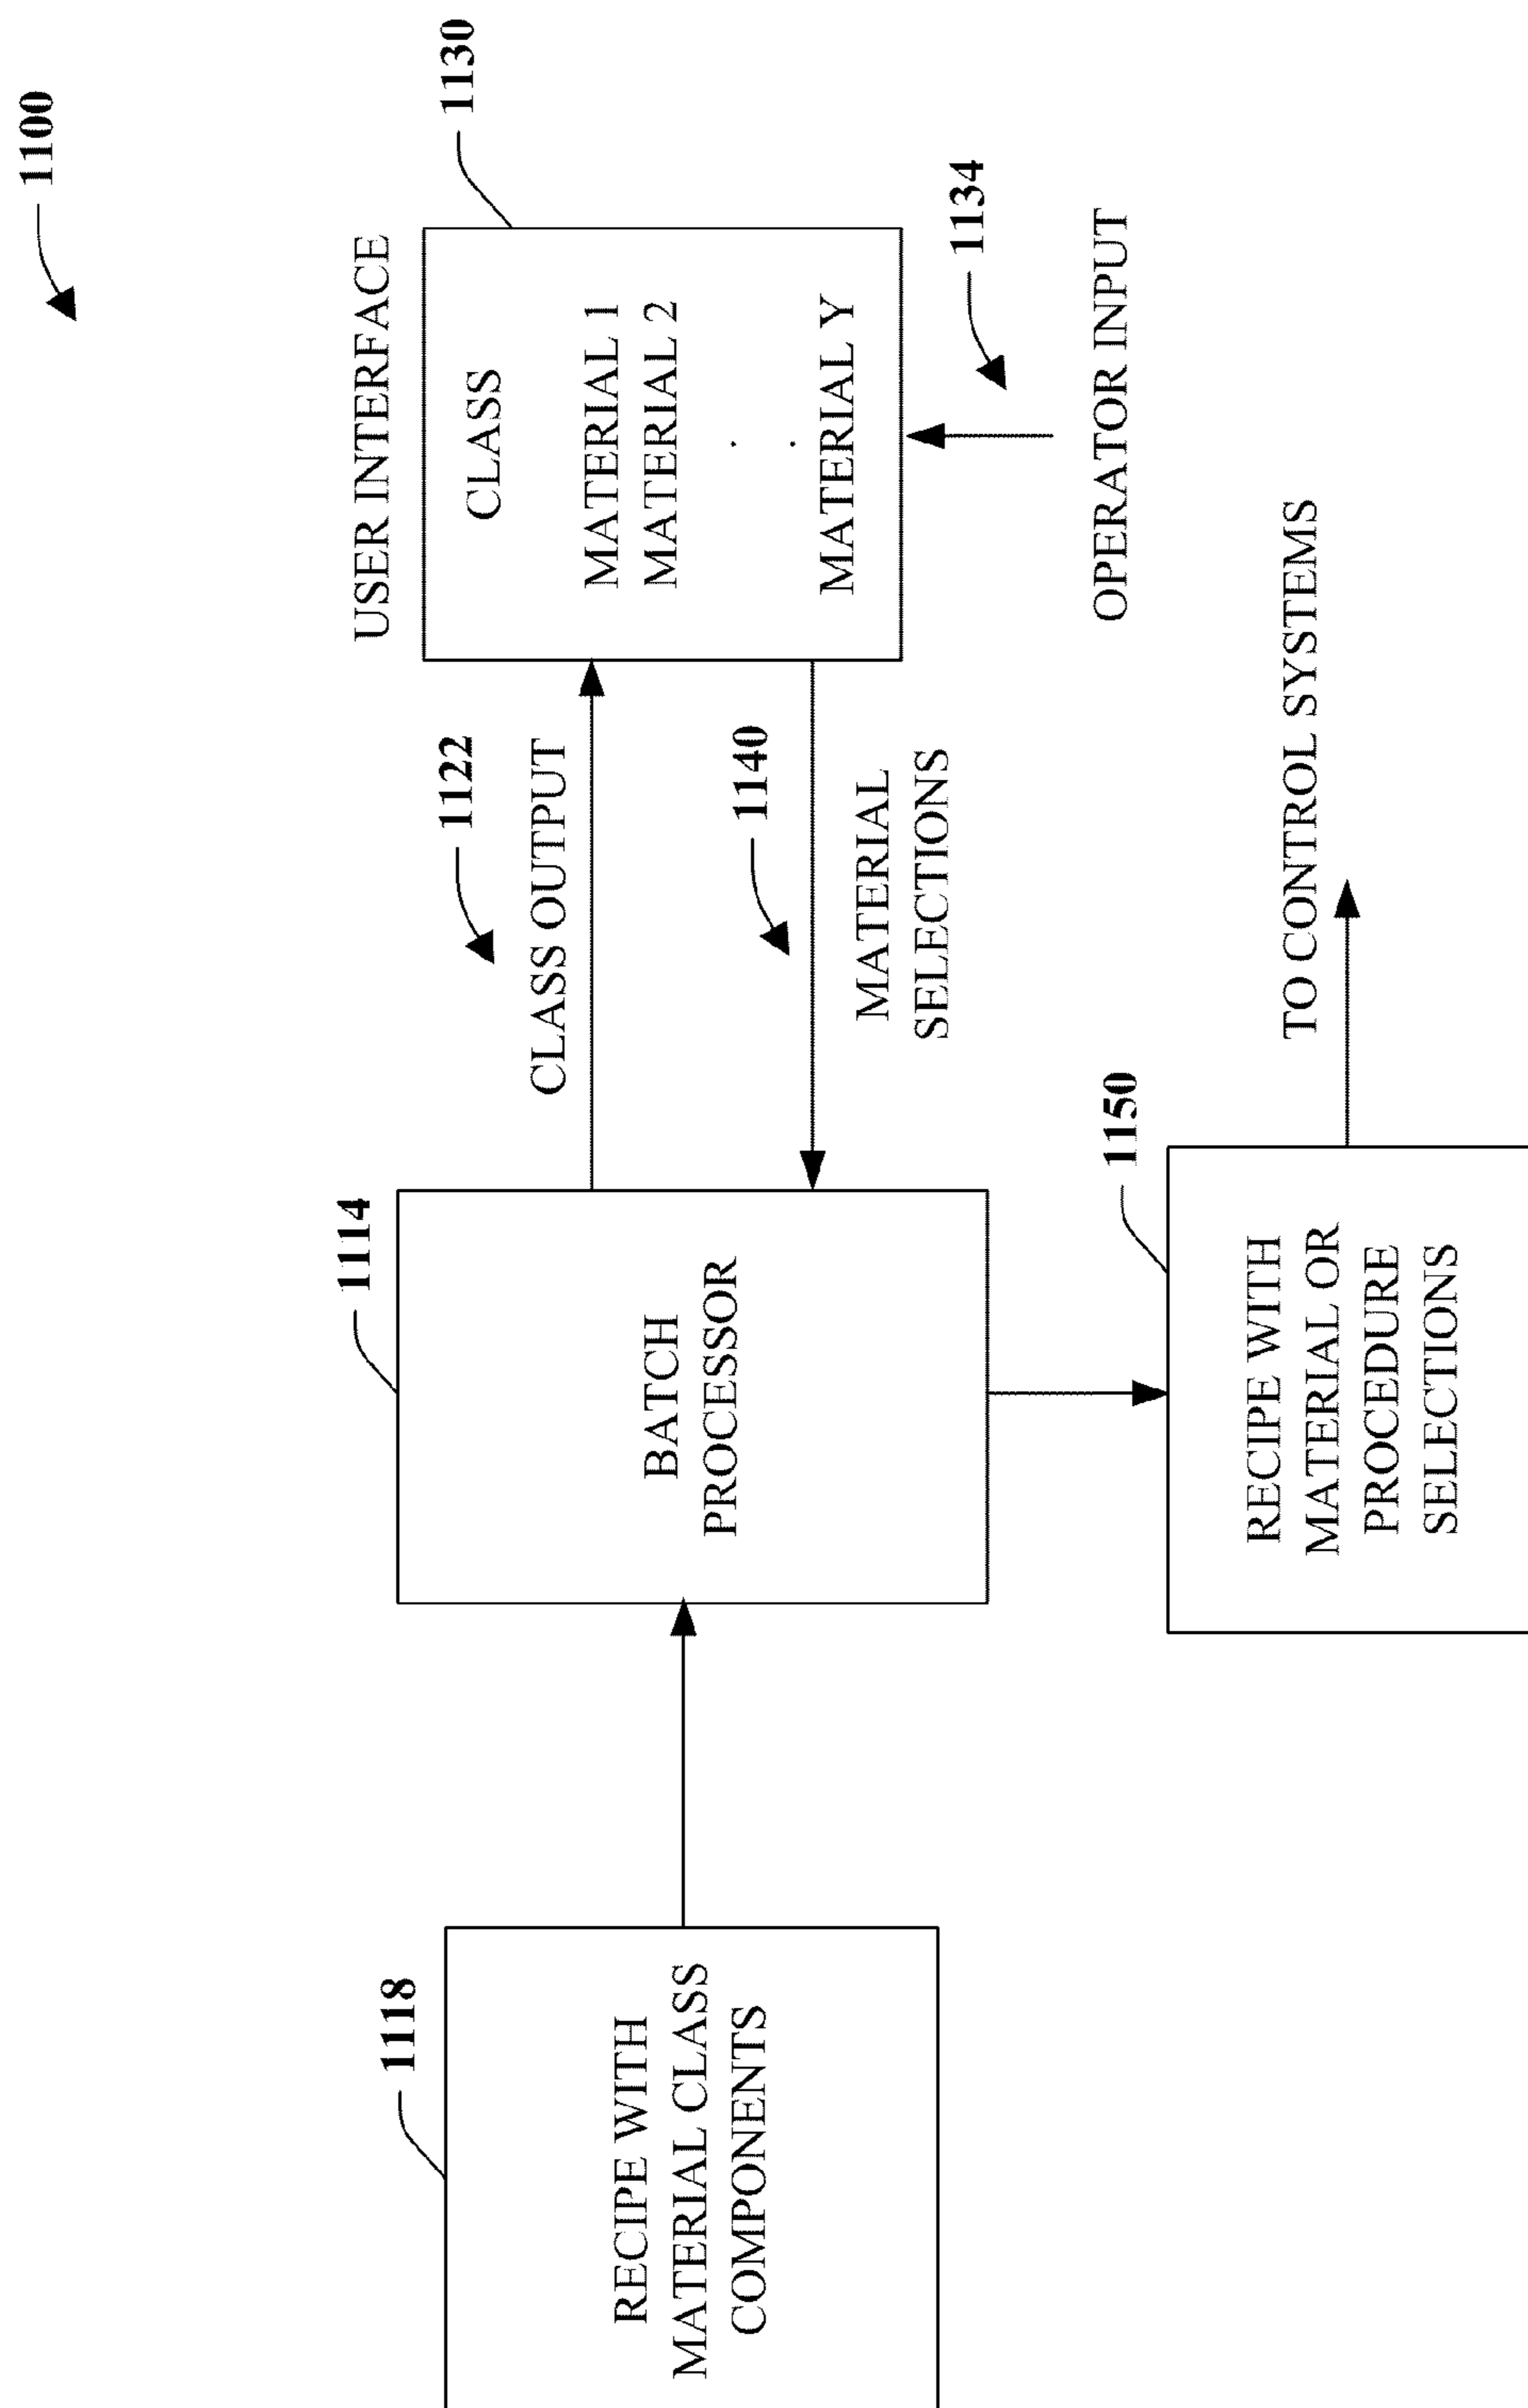 1100
USER INTERFACE
1130
CLASS
MATERIAL 1
MATERIAL 2
.
.
MATERIAL Y
1134
OPERATOR INPUT
1122
CLASS OUTPUT
1140
MATERIAL
SELECTIONS
1114
BATCH
PROCESSOR
1118
RECIPE WITH
MATERIAL CLASS
COMPONENTS
1150
RECIPE WITH
MATERIAL OR
PROCEDURE
SELECTIONS
TO CONTROL SYSTEMS